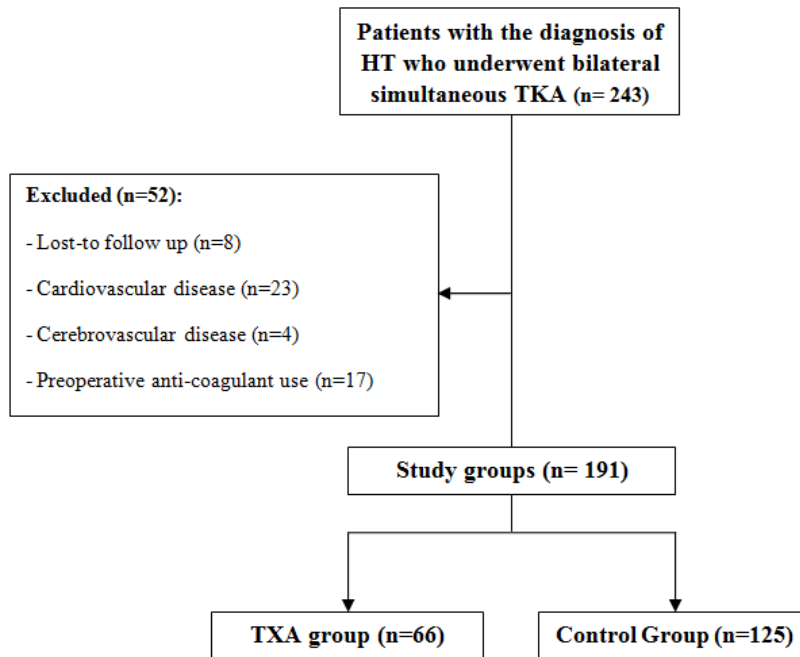 Patients with the diagnosis of
HT who underwent bilateral
simultaneous TKA (n= 243)
Excluded (n=52):
- Lost-to follow up (n=8)
- Cardiovascular disease (n=23)
- Cerebrovascular disease (n=4)
- Preoperative anti-coagulant use (n=17)
Study groups (n= 191)
TXA group (n=66)
Control Group (n=125)